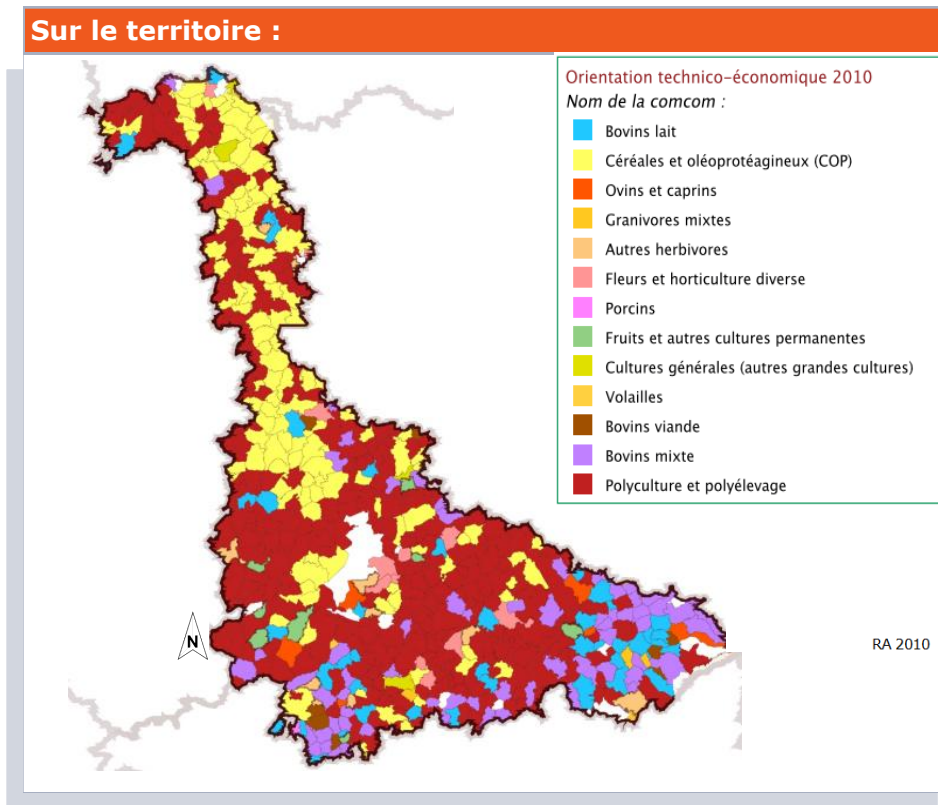 Sur le territoire :
Orientation technico-économique 2010
Nom de la comcom :
Bovins lait
Céréales et oléoprotéagineux (COP)
Ovins et caprins
Granivores mixtes
Autres herbivores
Fleurs et horticulture diverse
Porcins
Fruits et autres cultures permanentes
Cultures générales (autres grandes cultures)
Volailles
Bovins viande
Bovins mixte
Polyculture et polyélevage
N
RA 2010